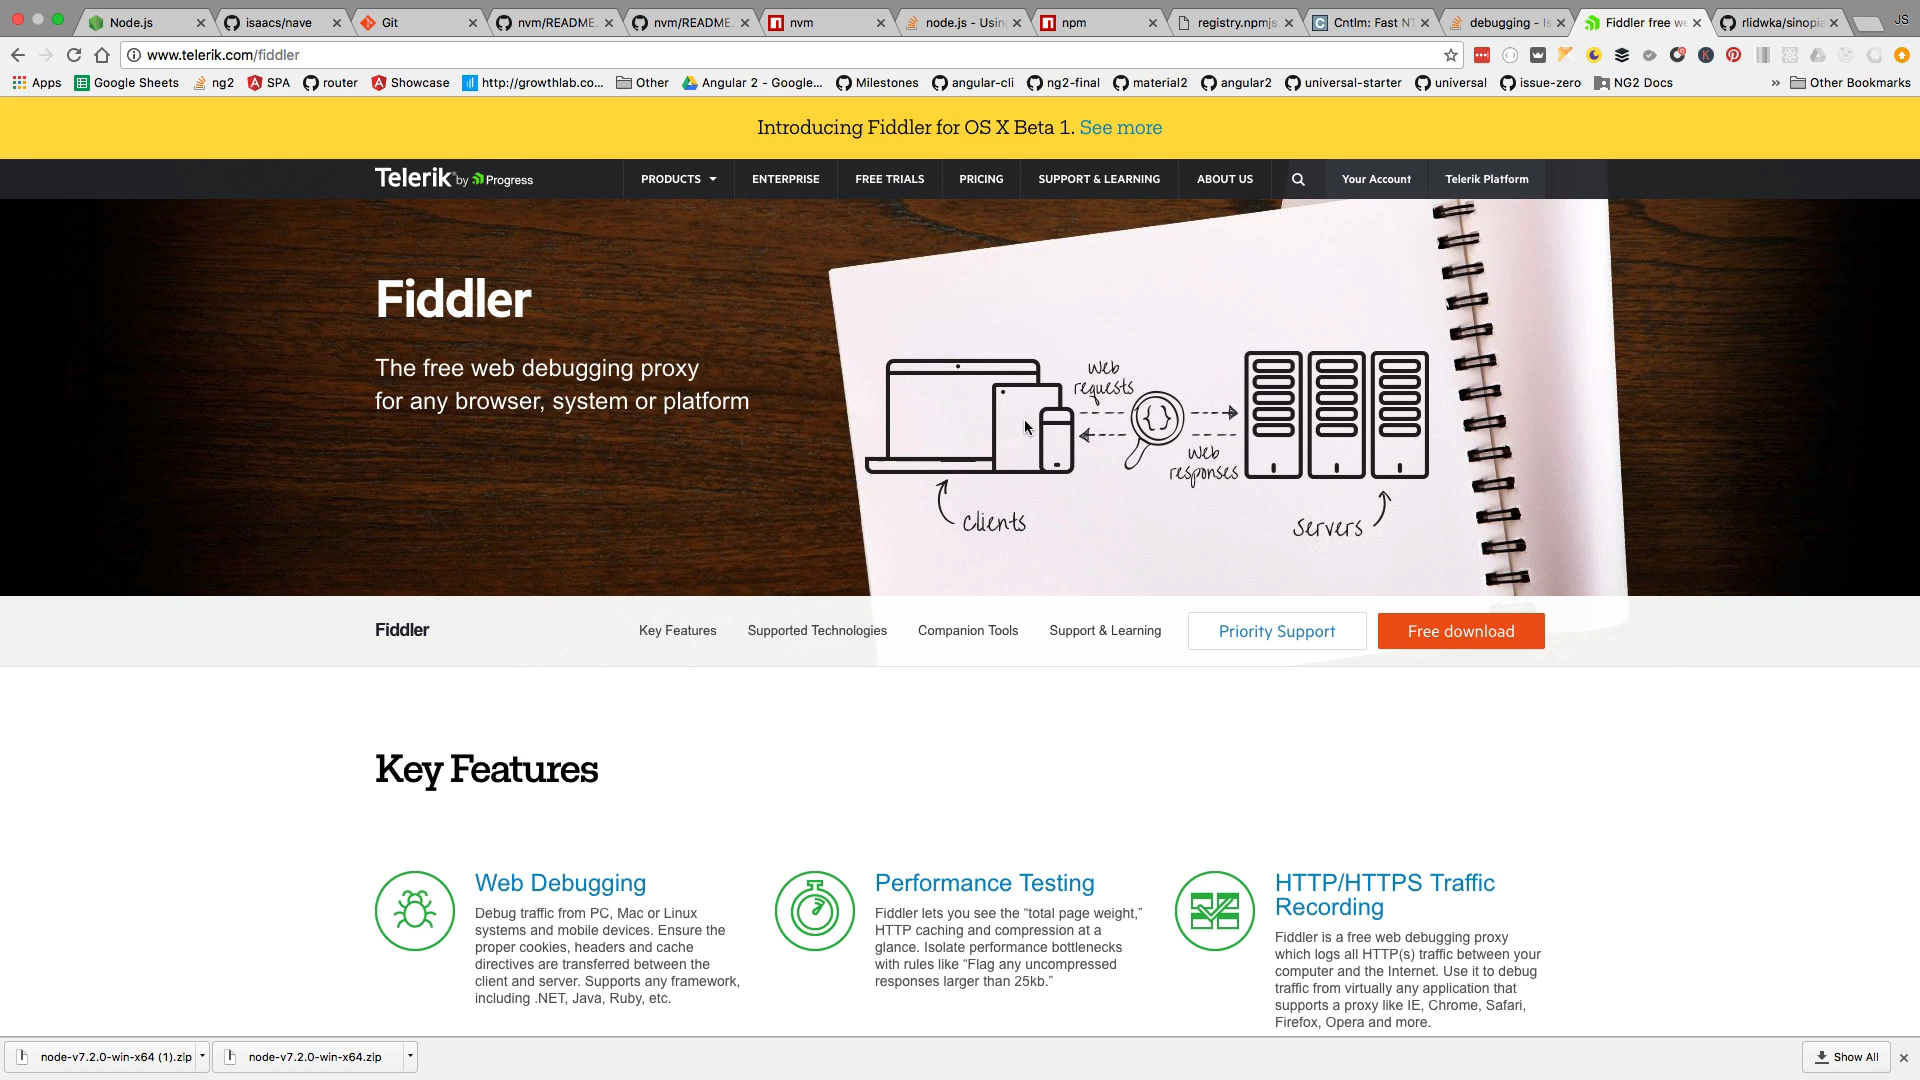 Node.js
isaacs/nave
Git
nvm/README.
nvm/README.
nvm
node.js - Usin
npm
registry.npmjs
Cntlm: Fast NT
debugging - Is
Fiddler free we
rlidwka/sinopia
JS
www.telerik.com/fiddler
Apps
Google Sheets
ng2
SPA
router
Showcase
http://growthlab.co...
Other
Angular 2 - Google...
Milestones
angular-cli
ng2-final
material2
angular2
universal-starter
universal
issue-zero
NG2 Docs
»
Other Bookmarks
Introducing Fiddler for OS X Beta 1. See more
Telerik by Progress
PRODUCTS
ENTERPRISE
FREE TRIALS
PRICING
SUPPORT & LEARNING
ABOUT US
Your Account
Telerik Platform
Fiddler
The free web debugging proxy
for any browser, system or platform
web
requests
{}
web
responses
clients
servers
Fiddler
Key Features
Supported Technologies
Companion Tools
Support & Learning
Priority Support
Free download
Key Features
Web Debugging
Debug traffic from PC, Mac or Linux
systems and mobile devices. Ensure the
proper cookies, headers and cache
directives are transferred between the
client and server. Supports any framework,
including .NET, Java, Ruby, etc.
Performance Testing
Fiddler lets you see the “total page weight,”
HTTP caching and compression at a
glance. Isolate performance bottlenecks
with rules like “Flag any uncompressed
responses larger than 25kb.”
HTTP/HTTPS Traffic
Recording
Fiddler is a free web debugging proxy
which logs all HTTP(s) traffic between your
computer and the Internet. Use it to debug
traffic from virtually any application that
supports a proxy like IE, Chrome, Safari,
Firefox, Opera and more.
node-v7.2.0-win-x64 (1).zip
node-v7.2.0-win-x64.zip
Show All